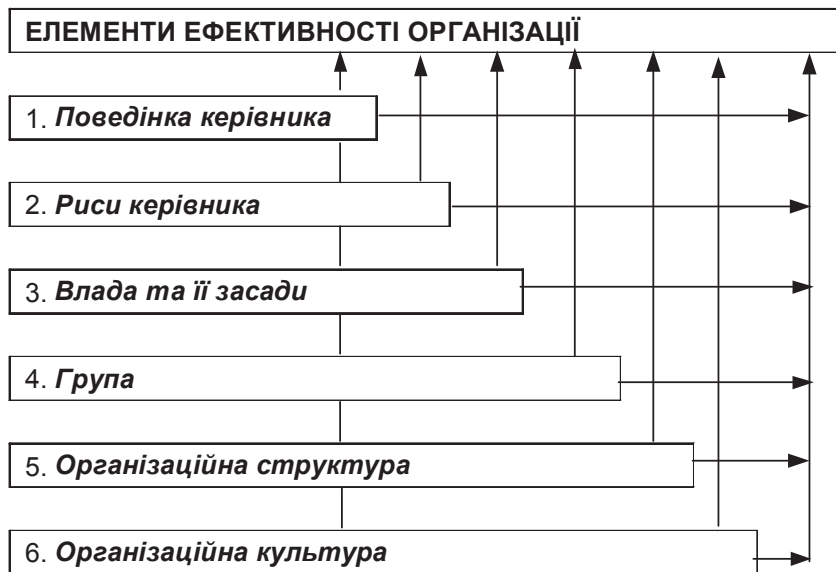 ЕЛЕМЕНТИ ЕФЕКТИВНОСТІ ОРГАНІЗАЦІЇ
1. Поведінка керівника
2. Риси керівника
3. Влада та її засади
4. Група
5. Організаційна структура
6. Організаційна культура